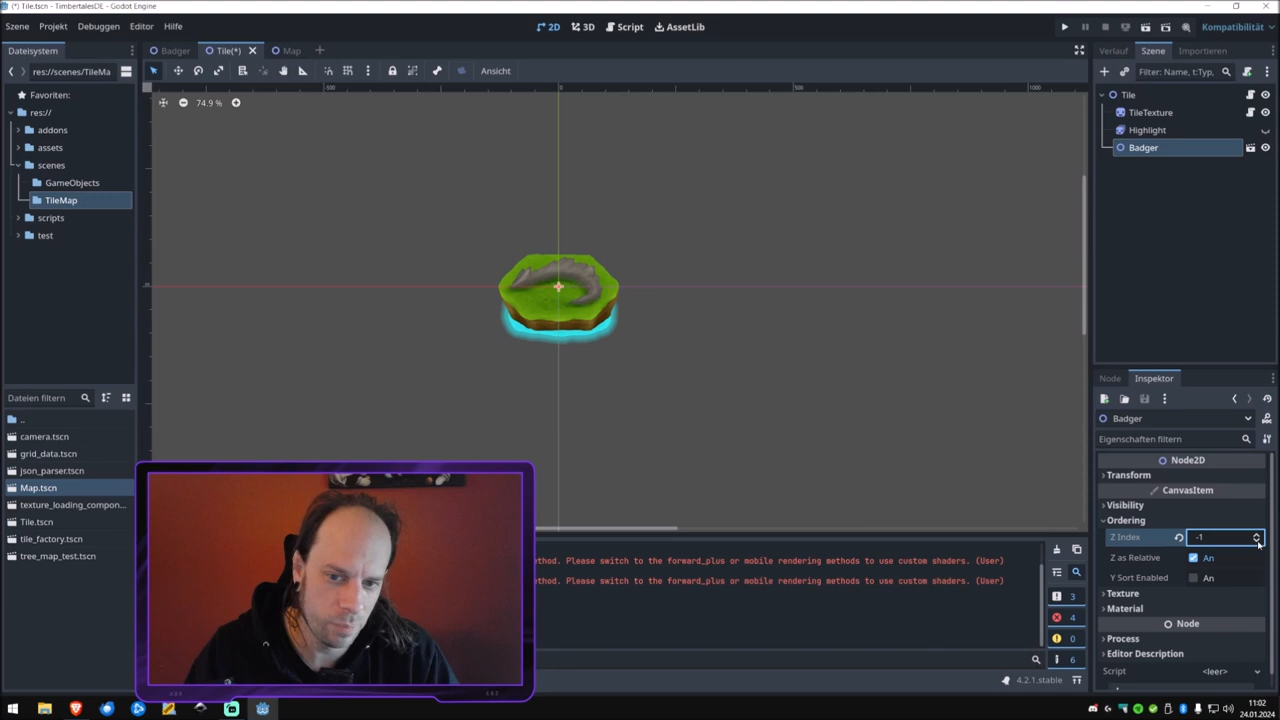 (*) Tile.tscn - TimbertalesDE - Godot Engine
Szene Projekt Debuggen Editor Hilfe
2D 3D Script AssetLib
Kompatibilität
Dateisystem
Badger Tile(*) Map
Verlauf Szene Importieren
res://scenes/TileMa
Ansicht
Filter: Name, t:Typ,
Favoriten:
res://
addons
assets
scenes
GameObjects
TileMap
scripts
test
-500 0 500 1000
74.9 %
Tile
TileTexture
Highlight
Badger
Dateien filtern
..
camera.tscn
grid_data.tscn
json_parser.tscn
Map.tscn
texture_loading_compon...
Tile.tscn
tile_factory.tscn
tree_map_test.tscn
Node Inspektor
Badger
Eigenschaften filtern
Node2D
Transform
CanvasItem
Visibility
Ordering
Z Index -1
Z as Relative An
Y Sort Enabled An
Texture
Material
Node
Process
Editor Description
Script <leer>
ethod. Please switch to the forward_plus or mobile rendering methods to use custom shaders. (User)
ethod. Please switch to the forward_plus or mobile rendering methods to use custom shaders. (User)
3
4
0
6
4.2.1.stable
11:02
24.01.2024